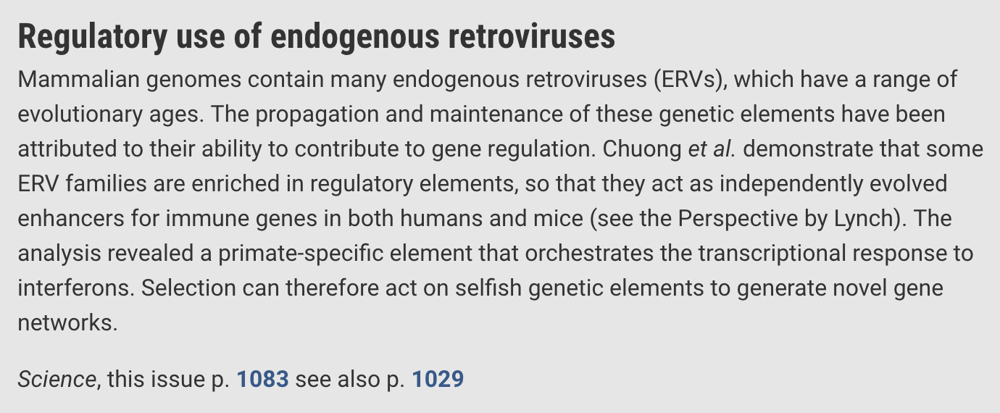 Regulatory use of endogenous retroviruses
Mammalian genomes contain many endogenous retroviruses (ERVs), which have a range of
evolutionary ages. The propagation and maintenance of these genetic elements have been
attributed to their ability to contribute to gene regulation. Chuong et al. demonstrate that some
ERV families are enriched in regulatory elements, so that they act as independently evolved
enhancers for immune genes in both humans and mice (see the Perspective by Lynch). The
analysis revealed a primate-specific element that orchestrates the transcriptional response to
interferons. Selection can therefore act on selfish genetic elements to generate novel gene
networks.
Science, this issue p. 1083 see also p. 1029